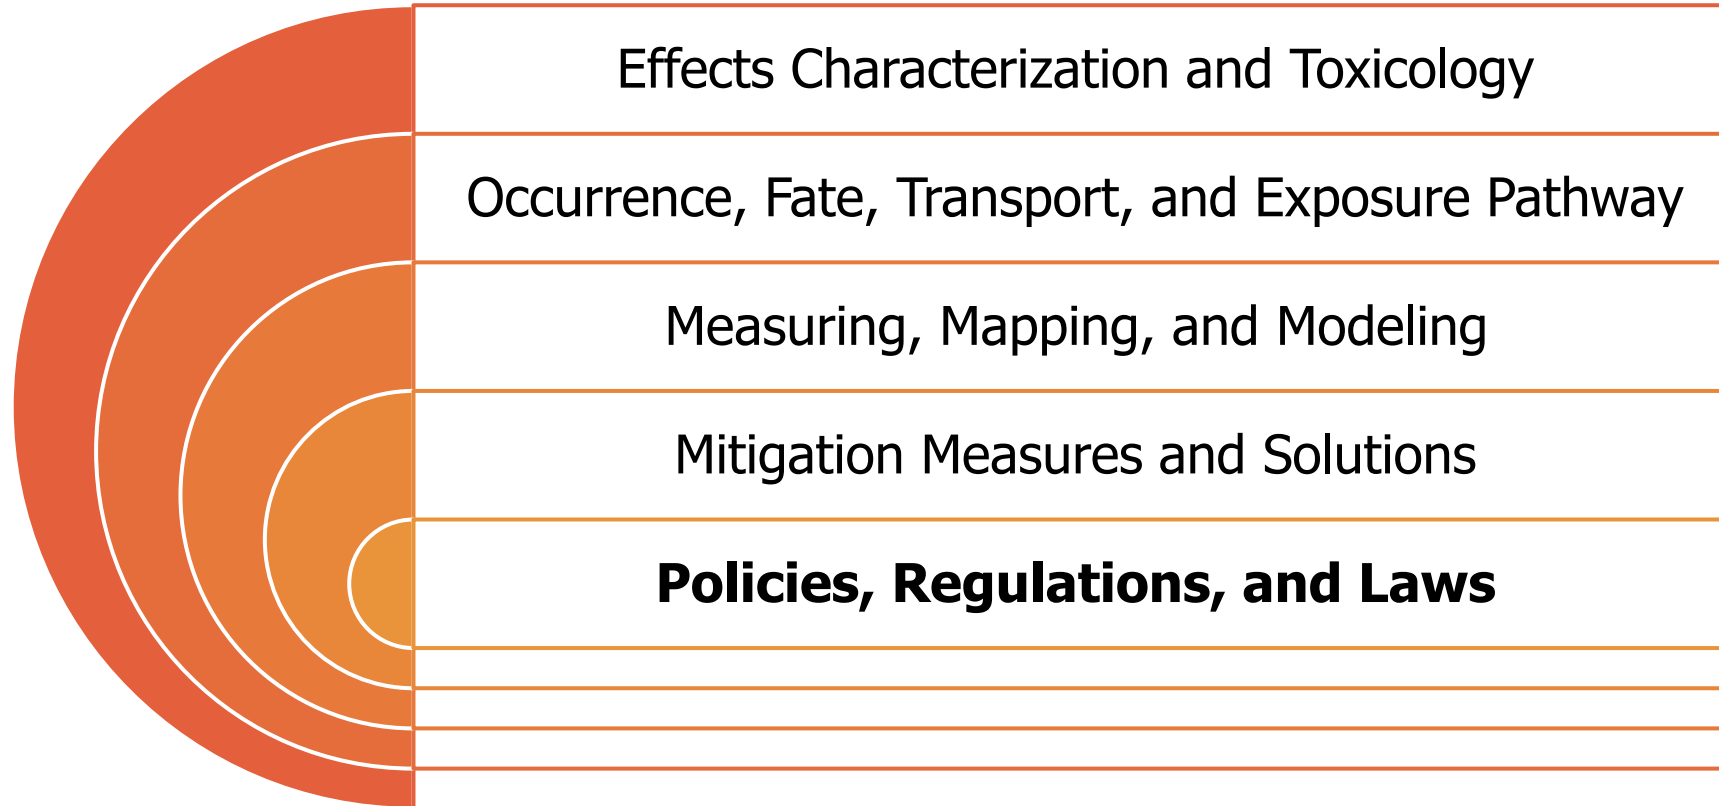 Effects Characterization and Toxicology
Occurrence, Fate, Transport, and Exposure Pathway
Measuring, Mapping, and Modeling
Mitigation Measures and Solutions
Policies, Regulations, and Laws